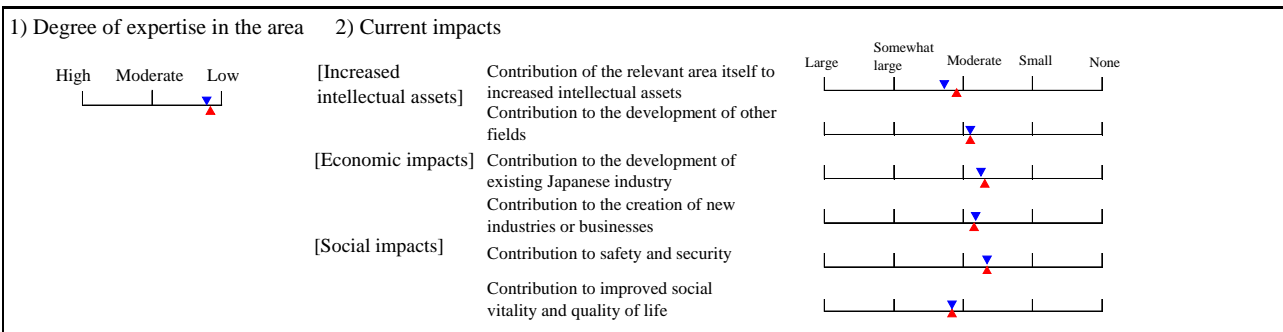 1) Degree of expertise in the area 2) Current impacts
High Moderate Low
[Increased
intellectual assets]
Contribution of the relevant area itself to
increased intellectual assets
Large Somewhat
large Moderate Small None
Contribution to the development of other
fields
[Economic impacts] Contribution to the development of
existing Japanese industry
Contribution to the creation of new
industries or businesses
[Social impacts] Contribution to safety and security
Contribution to improved social
vitality and quality of life